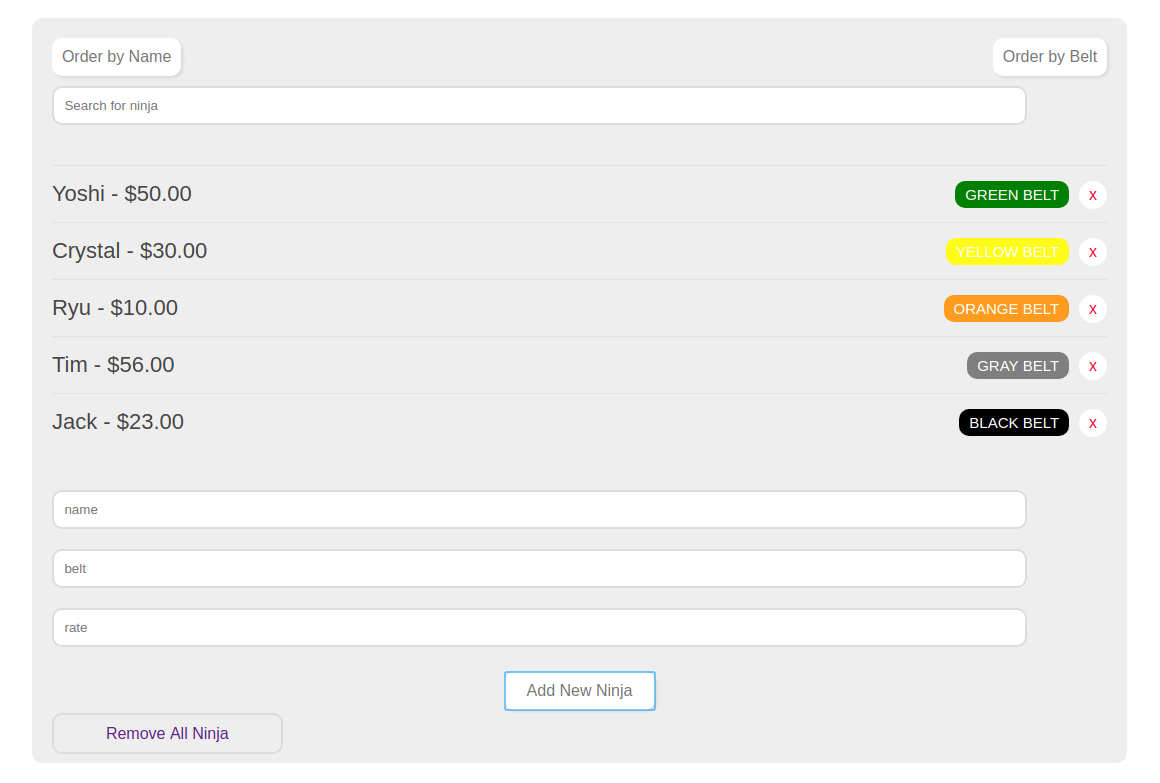 Order by Name Order by Belt
Search for ninja
Yoshi - $50.00 GREEN BELT x
Crystal - $30.00 YELLOW BELT x
Ryu - $10.00 ORANGE BELT x
Tim - $56.00 GRAY BELT x
Jack - $23.00 BLACK BELT x
name
belt
rate
Add New Ninja
Remove All Ninja